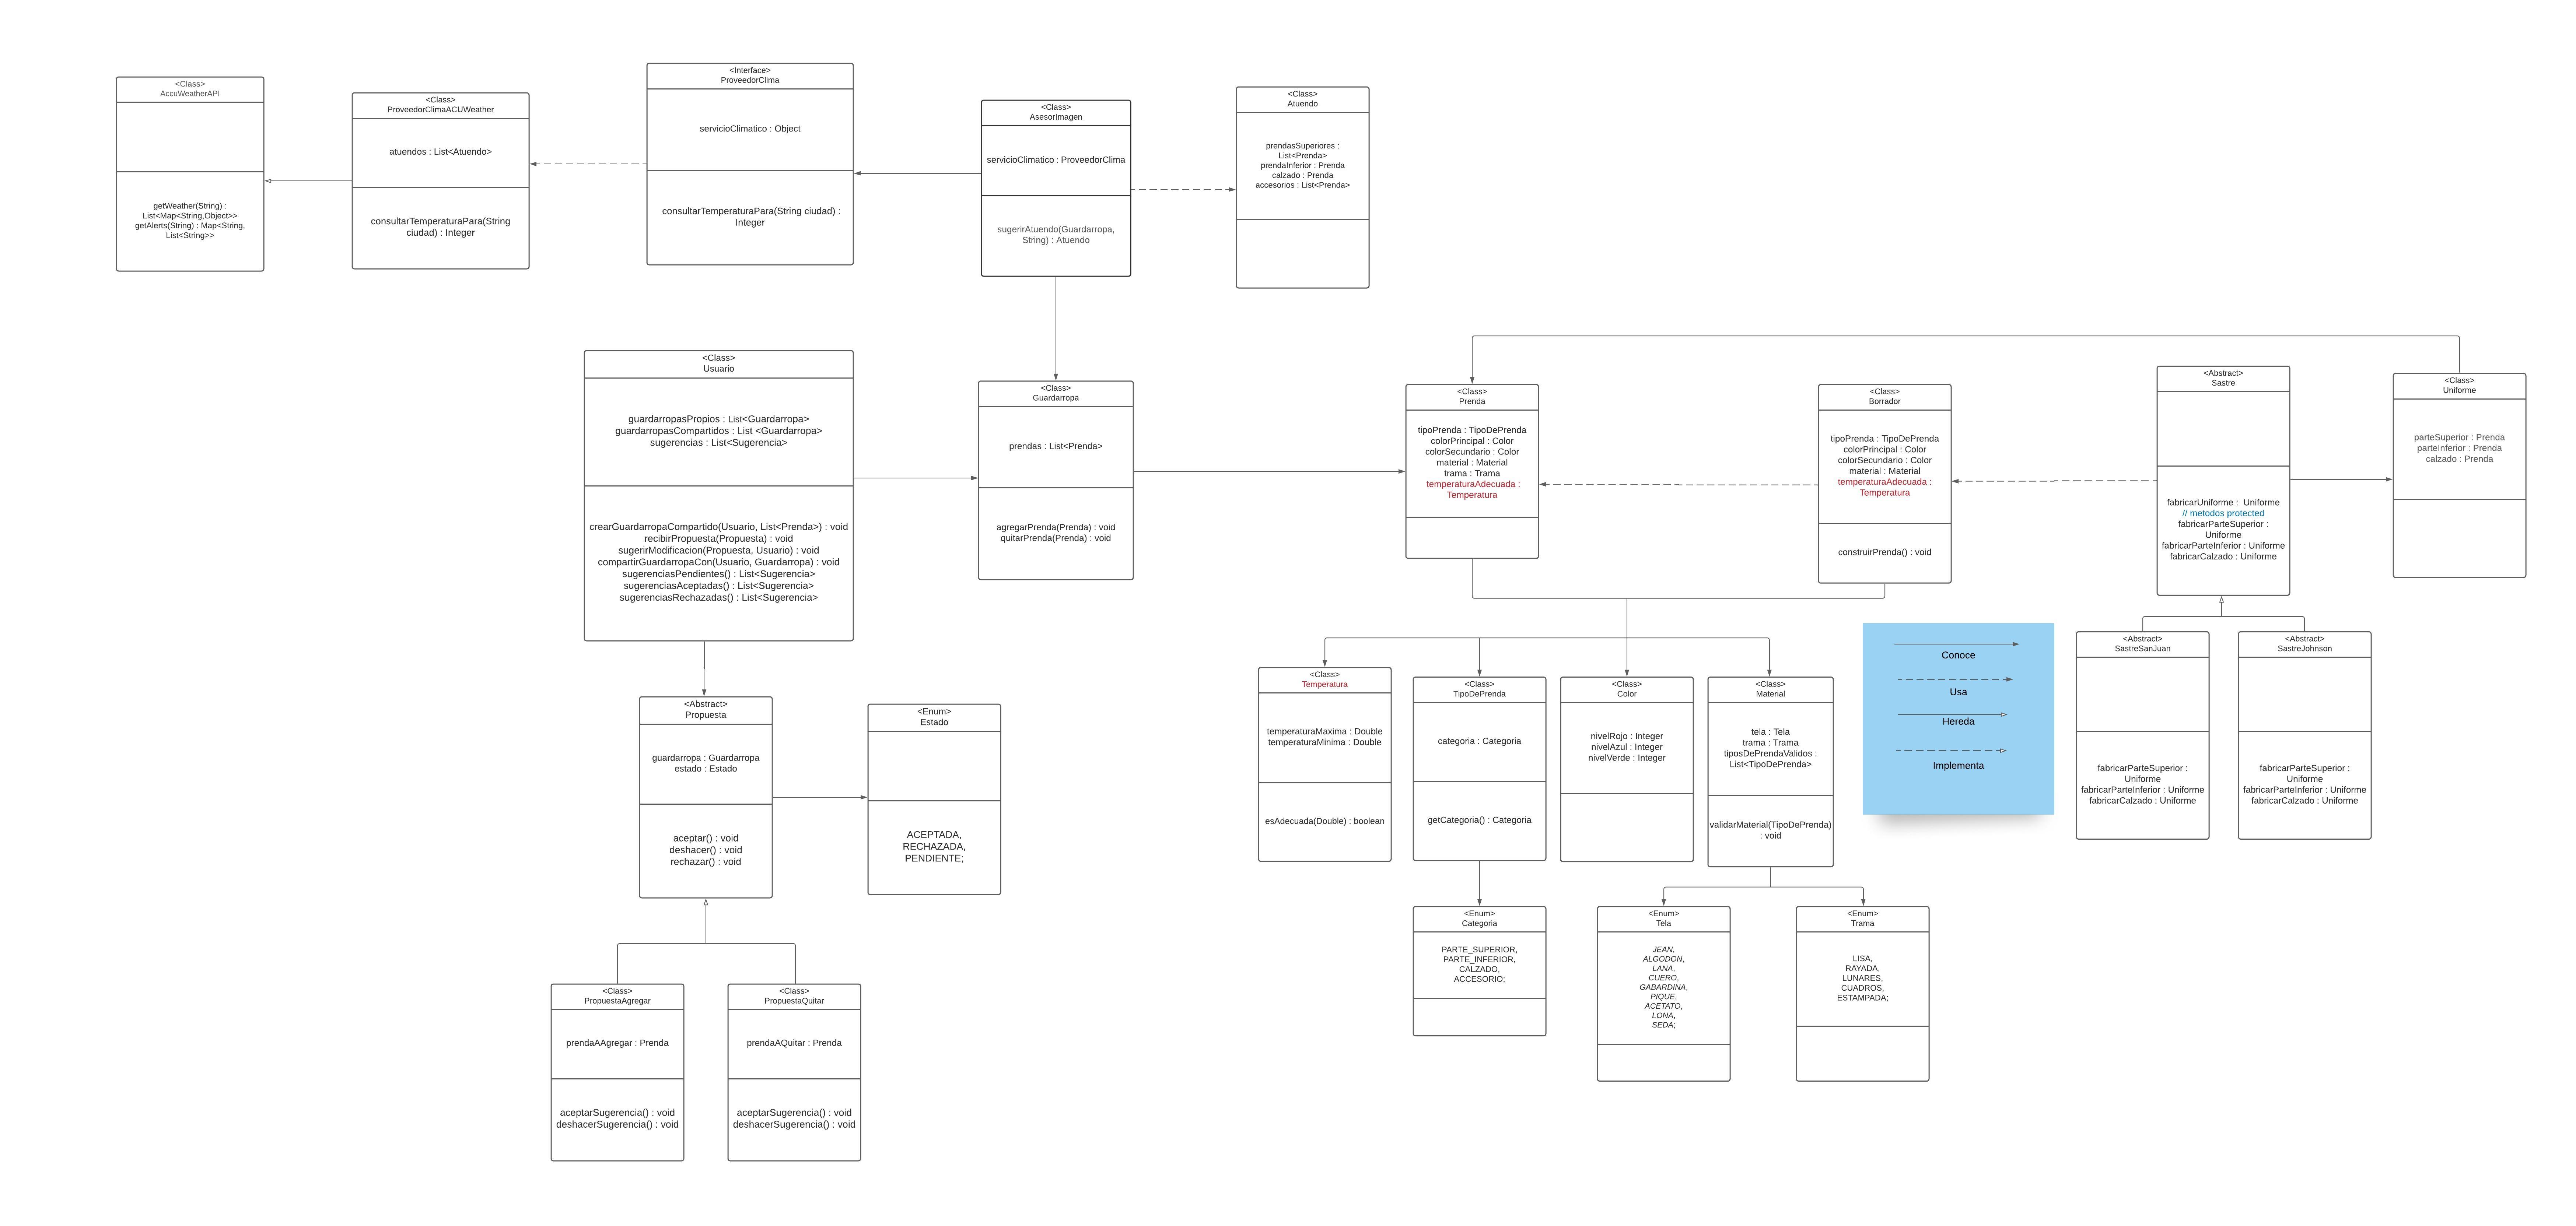 <Class>
AccuWeatherAPI
getWeather(String) :
List<Map<String,Object>>
getAlerts(String) : Map<String,
List<String>>
<Class>
ProveedorClimaACUWeather
atuendos : List<Atuendo>
consultarTemperaturaPara(String
ciudad) : Integer
<Interface>
ProveedorClima
servicioClimatico : Object
consultarTemperaturaPara(String ciudad) :
Integer
<Class>
AsesorImagen
servicioClimatico : ProveedorClima
sugerirAtuendo(Guardarropa,
String) : Atuendo
<Class>
Atuendo
prendasSuperiores :
List<Prenda>
prendaInferior : Prenda
calzado : Prenda
accesorios : List<Prenda>
<Class>
Usuario
guardarropasPropios : List<Guardarropa>
guardarropasCompartidos : List <Guardarropa>
sugerencias : List<Sugerencia>
crearGuardarropaCompartido(Usuario, List<Prenda>) : void
recibirPropuesta(Propuesta) : void
sugerirModificacion(Propuesta, Usuario) : void
compartirGuardarropaCon(Usuario, Guardarropa) : void
sugerenciasPendientes() : List<Sugerencia>
sugerenciasAceptadas() : List<Sugerencia>
sugerenciasRechazadas() : List<Sugerencia>
<Class>
Guardarropa
prendas : List<Prenda>
agregarPrenda(Prenda) : void
quitarPrenda(Prenda) : void
<Class>
Prenda
tipoPrenda : TipoDePrenda
colorPrincipal : Color
colorSecundario : Color
material : Material
trama : Trama
temperaturaAdecuada :
Temperatura
<Class>
Borrador
tipoPrenda : TipoDePrenda
colorPrincipal : Color
colorSecundario : Color
material : Material
temperaturaAdecuada :
Temperatura
construirPrenda() : void
<Abstract>
Sastre
fabricarUniforme :  Uniforme
// metodos protected
fabricarParteSuperior :
Uniforme
fabricarParteInferior : Uniforme
fabricarCalzado : Uniforme
<Class>
Uniforme
parteSuperior : Prenda
parteInferior : Prenda
calzado : Prenda
<Abstract>
Propuesta
guardarropa : Guardarropa
estado : Estado
aceptar() : void
deshacer() : void
rechazar() : void
<Enum>
Estado
ACEPTADA,
RECHAZADA,
PENDIENTE;
<Class>
Temperatura
temperaturaMaxima : Double
temperaturaMinima : Double
esAdecuada(Double) : boolean
<Class>
TipoDePrenda
categoria : Categoria
getCategoria() : Categoria
<Class>
Color
nivelRojo : Integer
nivelAzul : Integer
nivelVerde : Integer
<Class>
Material
tela : Tela
trama : Trama
tiposDePrendaValidos :
List<TipoDePrenda>
validarMaterial(TipoDePrenda)
: void
Conoce
Usa
Hereda
Implementa
<Abstract>
SastreSanJuan
fabricarParteSuperior :
Uniforme
fabricarParteInferior : Uniforme
fabricarCalzado : Uniforme
<Abstract>
SastreJohnson
fabricarParteSuperior :
Uniforme
fabricarParteInferior : Uniforme
fabricarCalzado : Uniforme
<Enum>
Categoria
PARTE_SUPERIOR,
PARTE_INFERIOR,
CALZADO,
ACCESORIO;
<Enum>
Tela
JEAN,
ALGODON,
LANA,
CUERO,
GABARDINA,
PIQUE,
ACETATO,
LONA,
SEDA;
<Enum>
Trama
LISA,
RAYADA,
LUNARES,
CUADROS,
ESTAMPADA;
<Class>
PropuestaAgregar
prendaAAgregar : Prenda
aceptarSugerencia() : void
deshacerSugerencia() : void
<Class>
PropuestaQuitar
prendaAQuitar : Prenda
aceptarSugerencia() : void
deshacerSugerencia() : void